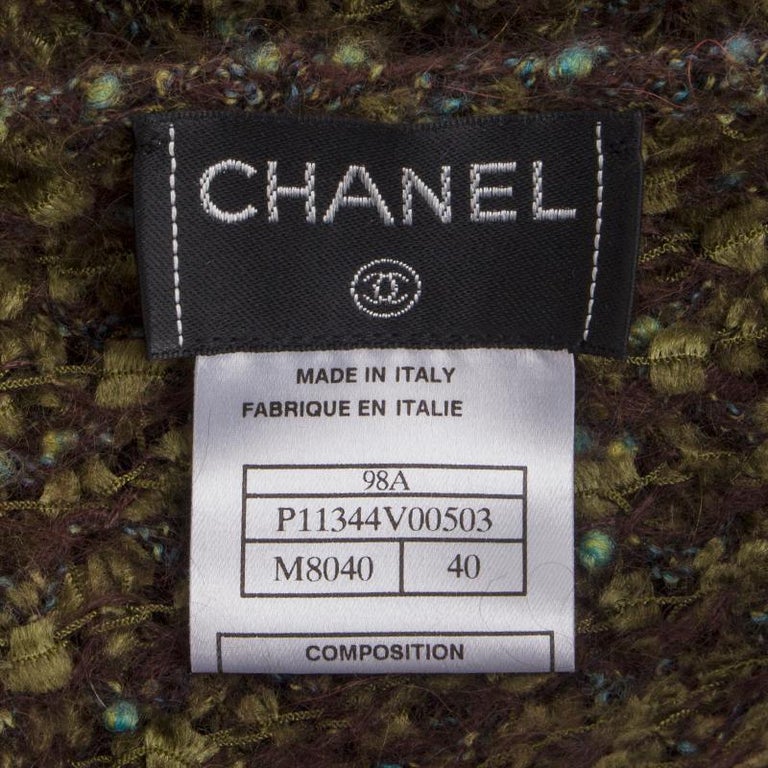 CHANEL
MADE IN ITALY
FABRIQUE EN ITALIE
98A
P11344V00503
M8040 40
COMPOSITION